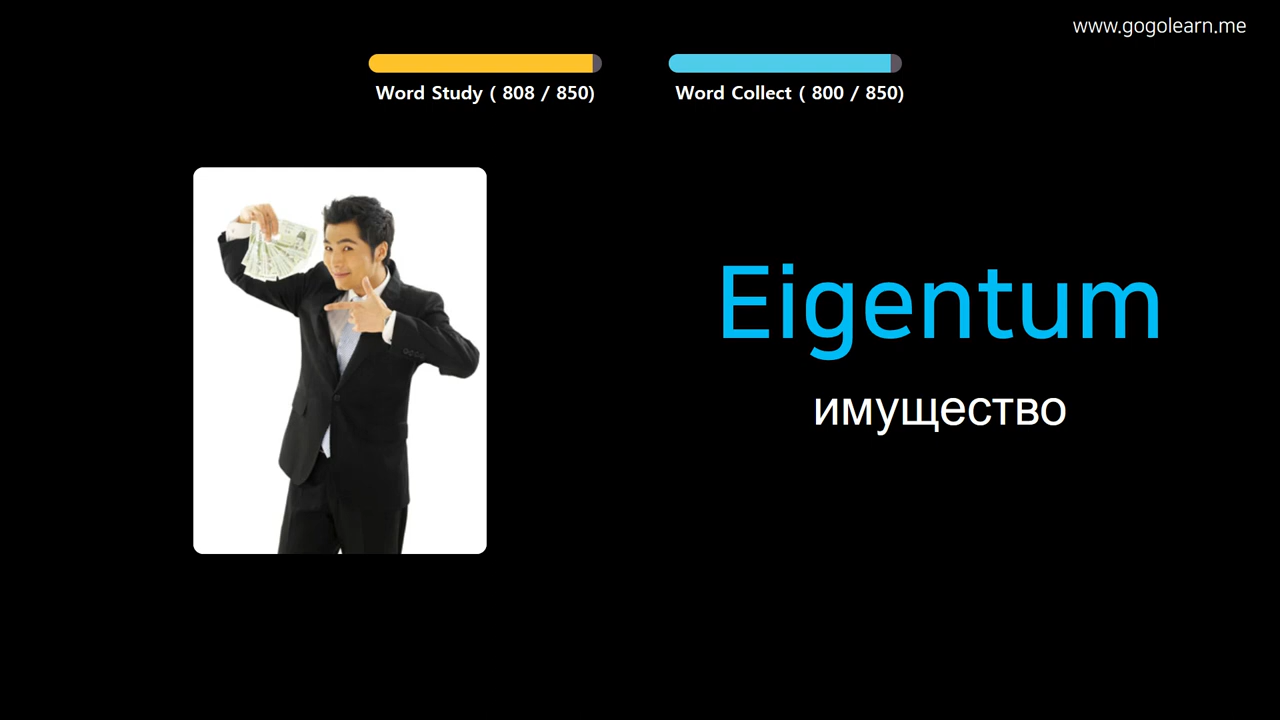 www.gogolearn.me
Word Study ( 808 / 850)
Word Collect ( 800 / 850)
Eigentum
имущество